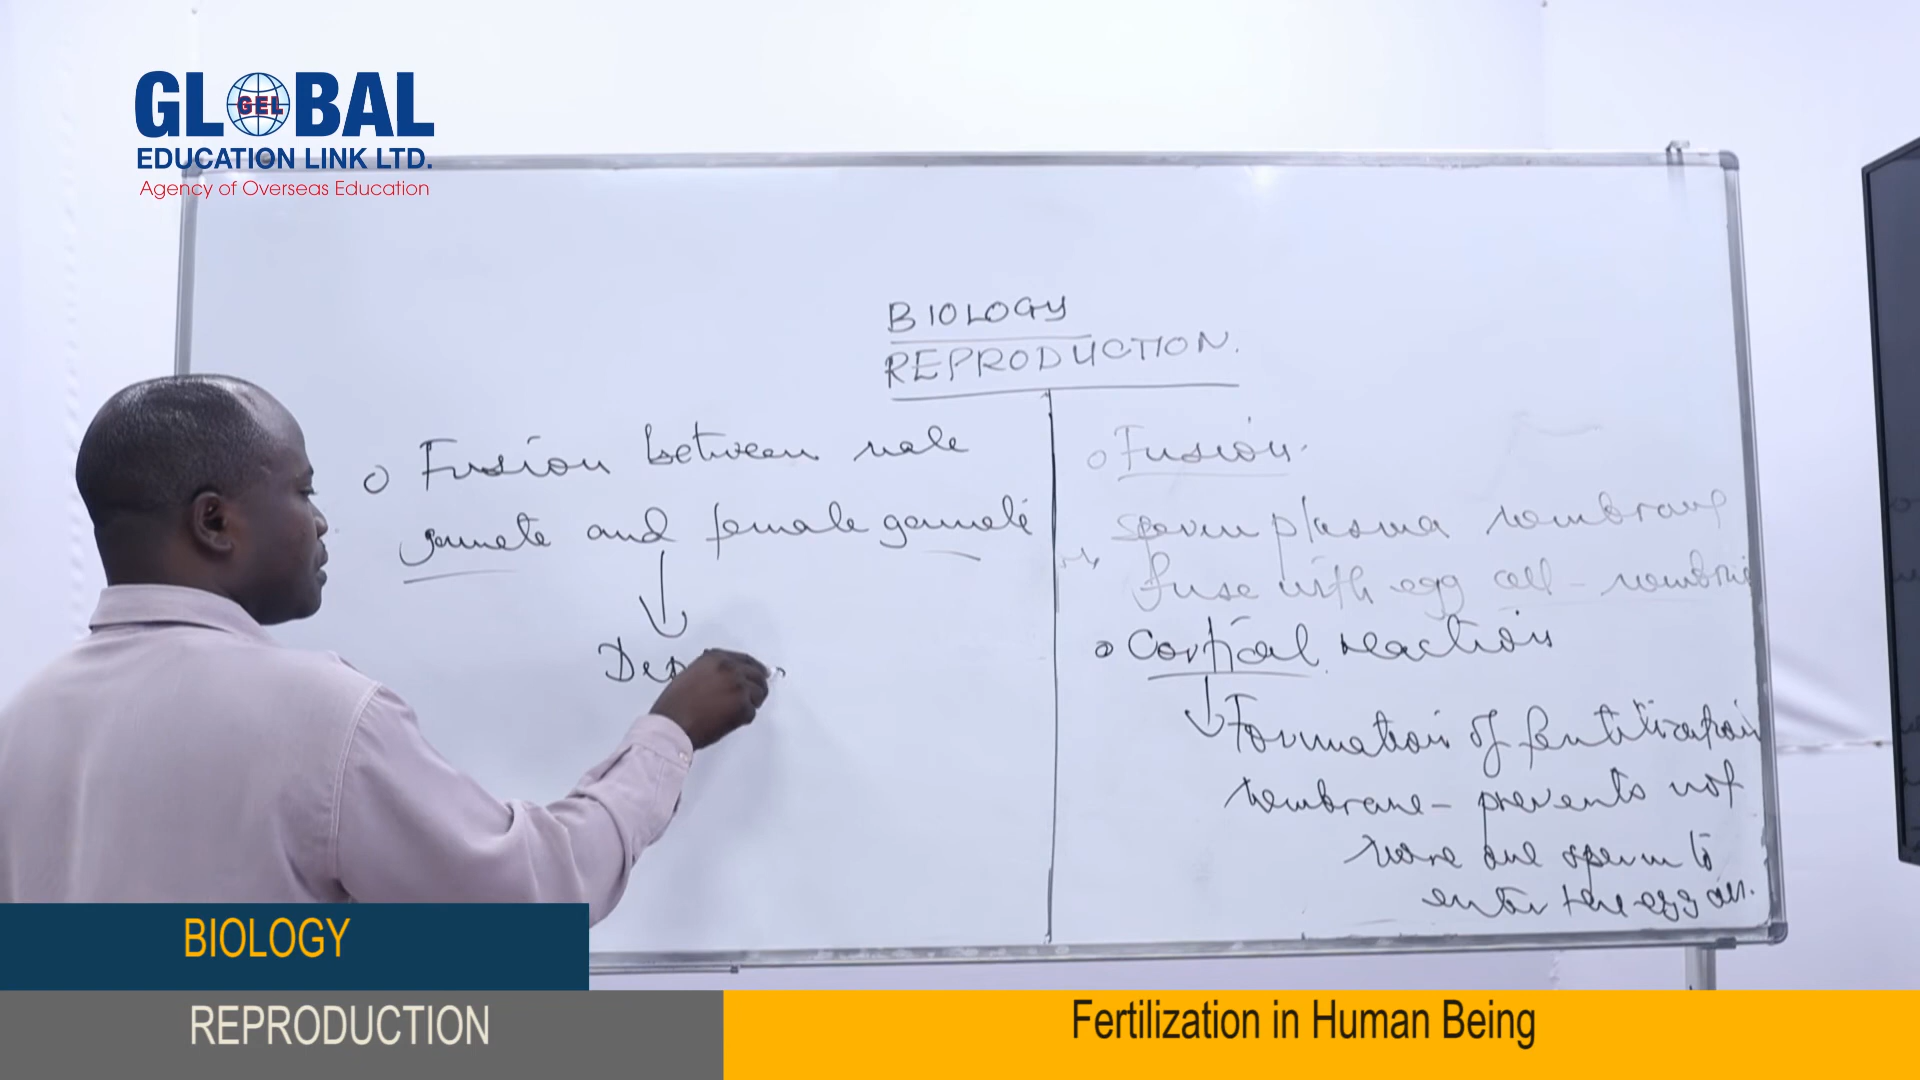 GLOBAL
GEL
EDUCATION LINK LTD.
Agency of Overseas Education
BIOLOGY
REPRODUCTION.
o Fusion between male
gamete and female gamete
o Fusion.
sperm plasma membrane
fuse with egg cell - membrane
Cortical reaction
Formation of fertilization
membrane - prevents not
more one sperm to
enter the egg cell.
BIOLOGY
REPRODUCTION
Fertilization in Human Being